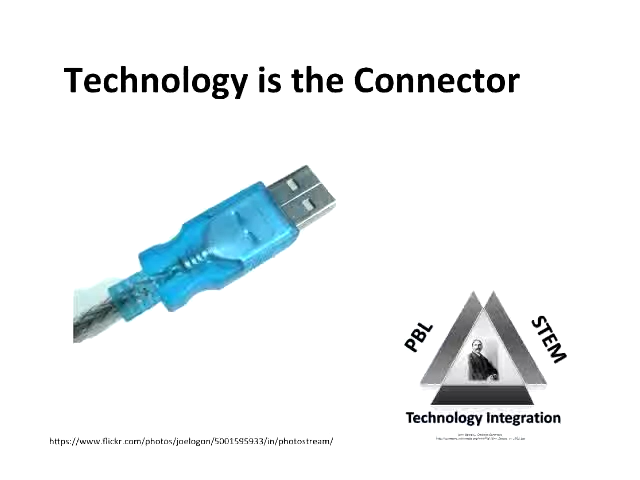 Technology is the Connector
PBL
STEM
Technology Integration
https://www.flickr.com/photos/joelogon/5001595933/in/photostream/